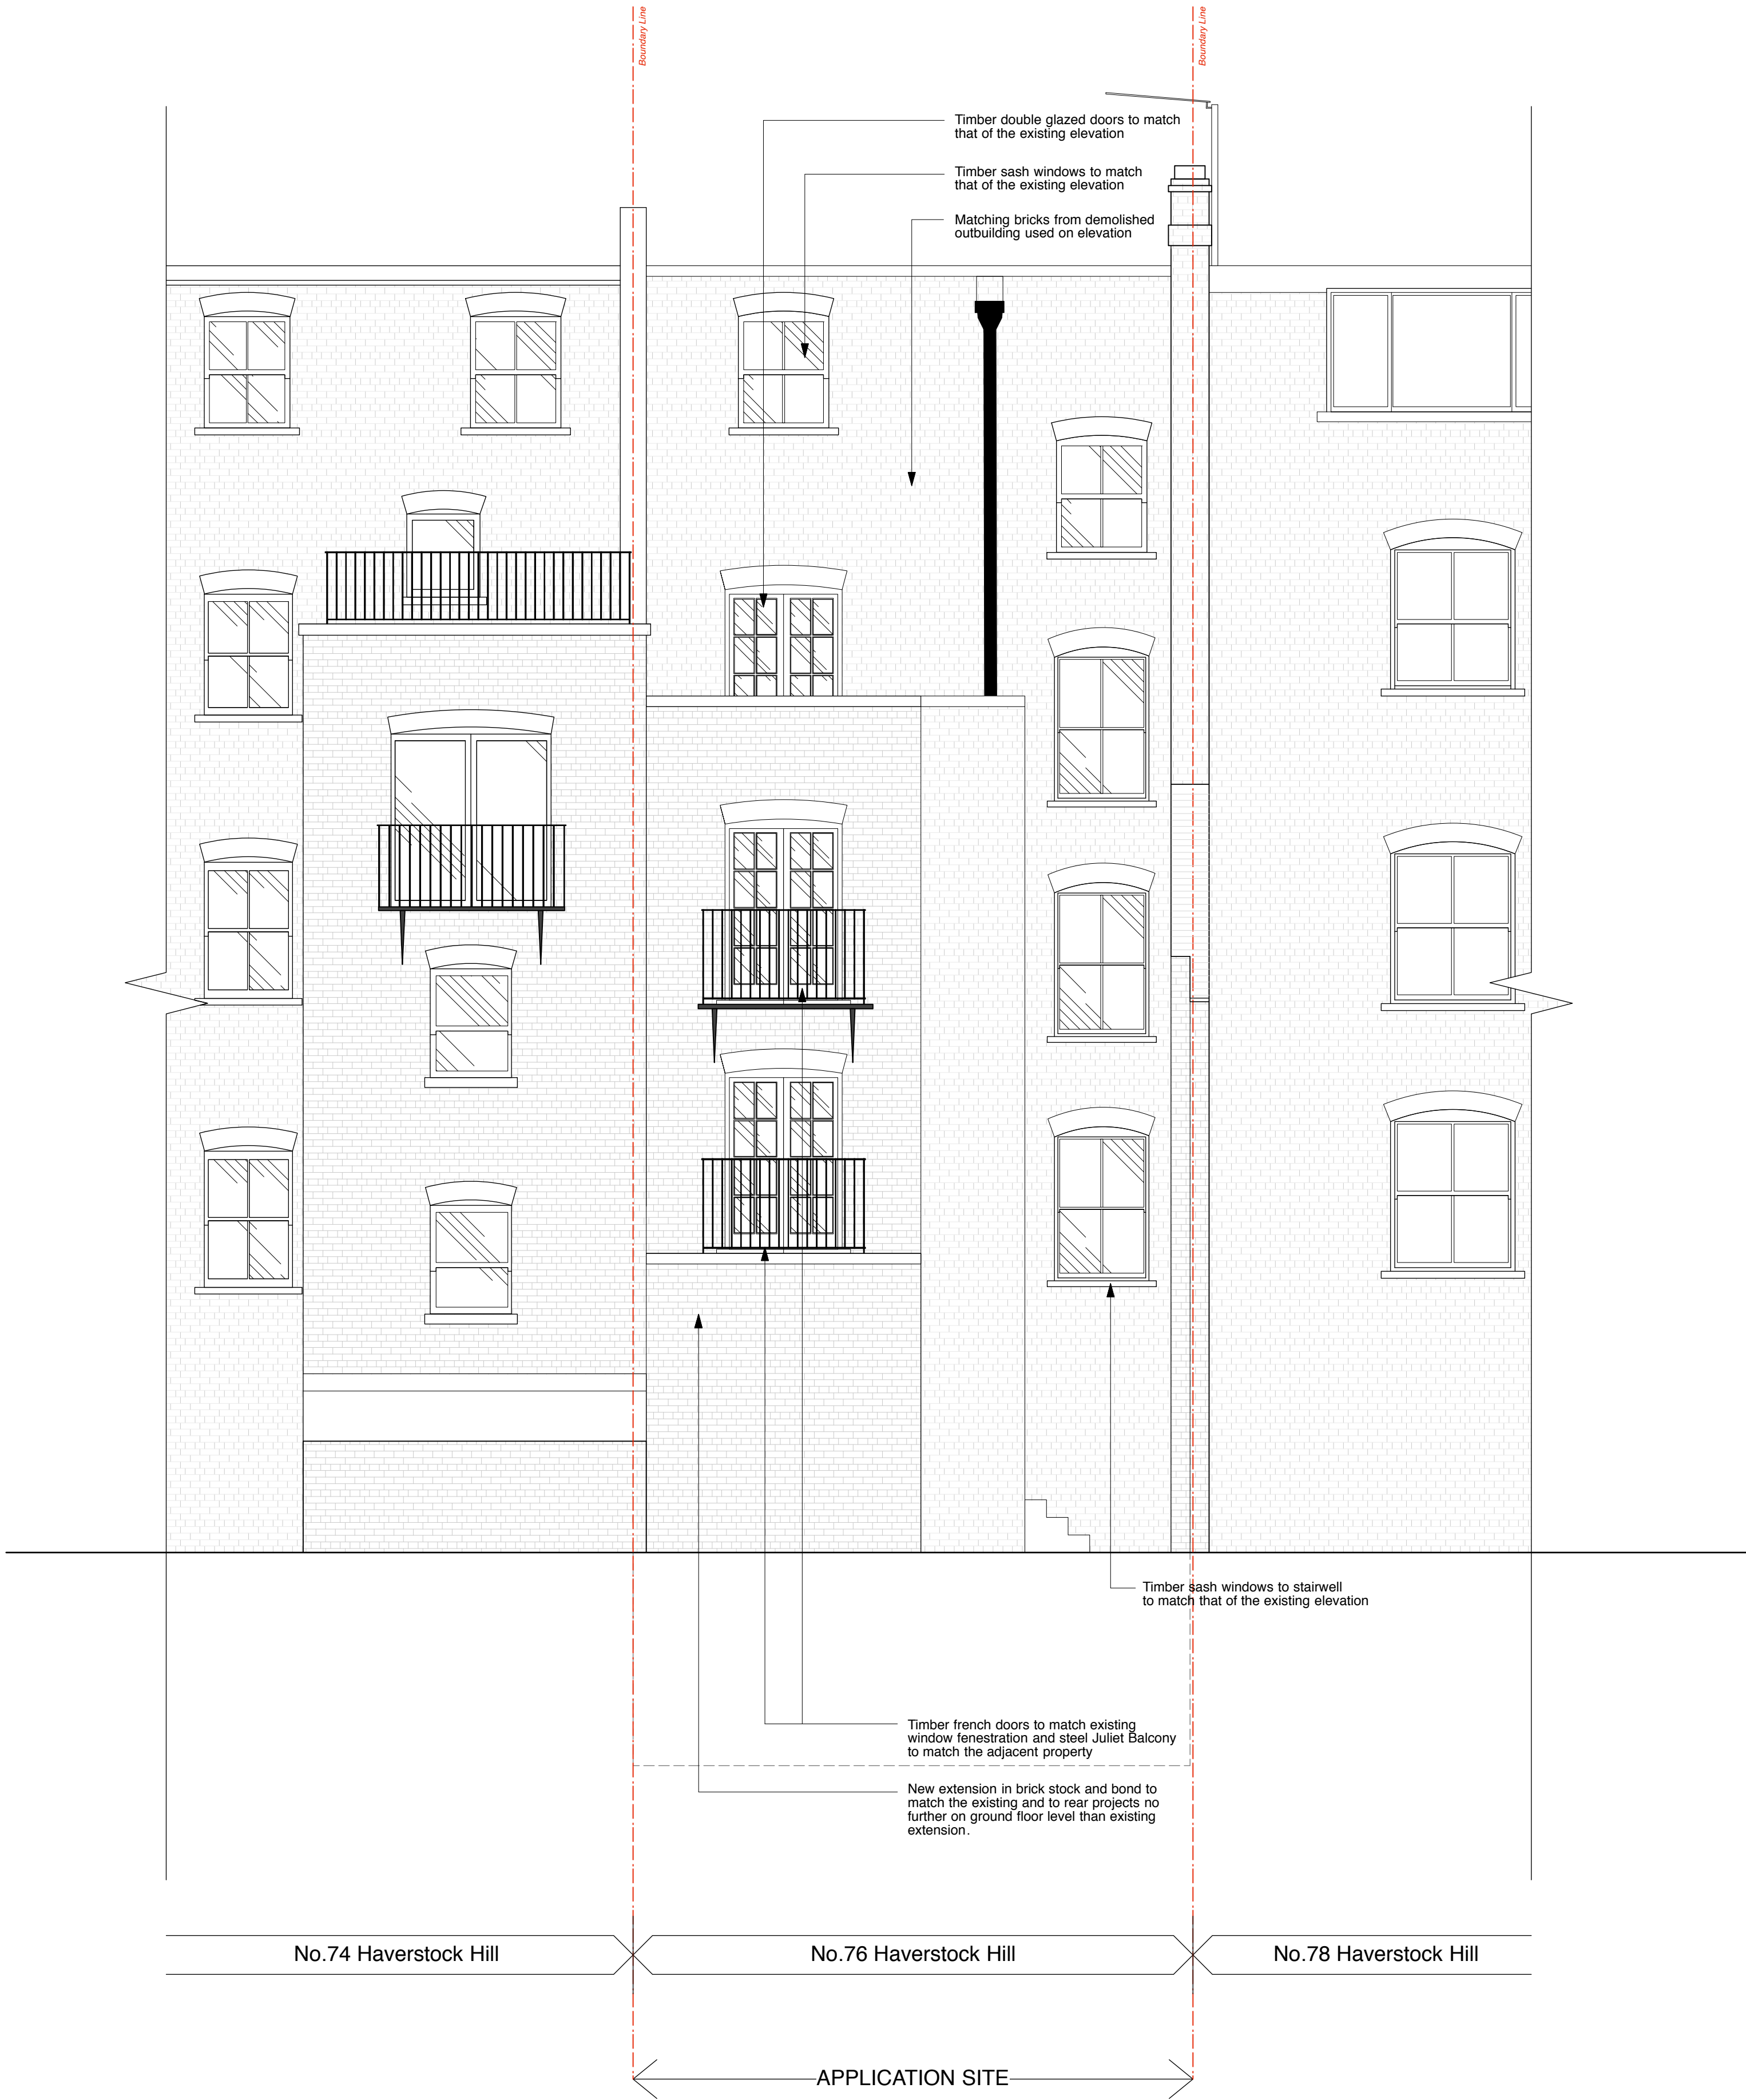 Boundary Line
Boundary Line
Timber double glazed doors to match
that of the existing elevation
Timber sash windows to match
that of the existing elevation
Matching bricks from demolished
outbuilding used on elevation
Timber sash windows to stairwell
to match that of the existing elevation
Timber french doors to match existing
window fenestration and steel Juliet Balcony
to match the adjacent property
New extension in brick stock and bond to
match the existing and to rear projects no
further on ground floor level than existing
extension.
No.74 Haverstock Hill
No.76 Haverstock Hill
No.78 Haverstock Hill
APPLICATION SITE